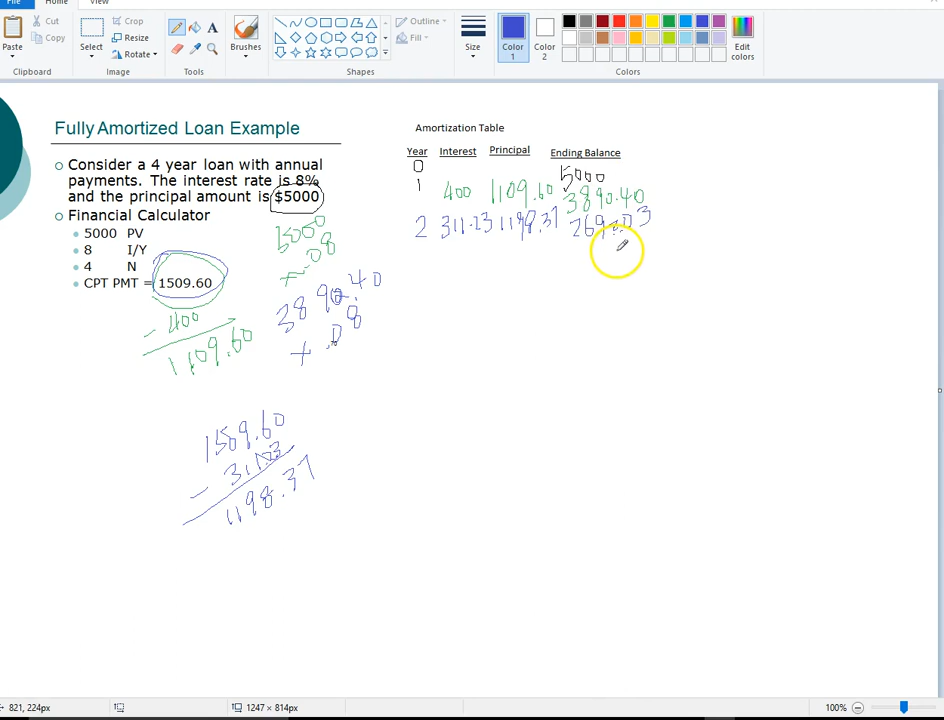 File Home View
Cut
Copy
Paste
Clipboard
Select
Crop
Resize
Rotate
Image
A
Tools
Brushes
Outline
Fill
Shapes
Size
Color 1
Color 2
Edit colors
Colors
Fully Amortized Loan Example
Consider a 4 year loan with annual
payments. The interest rate is 8%
and the principal amount is $5000
Financial Calculator
5000 PV
8 I/Y
4 N
CPT PMT = 1509.60
- 400
1109.60
5000
x .08
3890.40
x .08
1509.60
1198.37
Amortization Table
Year Interest Principal Ending Balance
0 5000
1 400 1109.60 3890.40
2 311.23 1198.37
821, 224px
1247 × 814px
100%